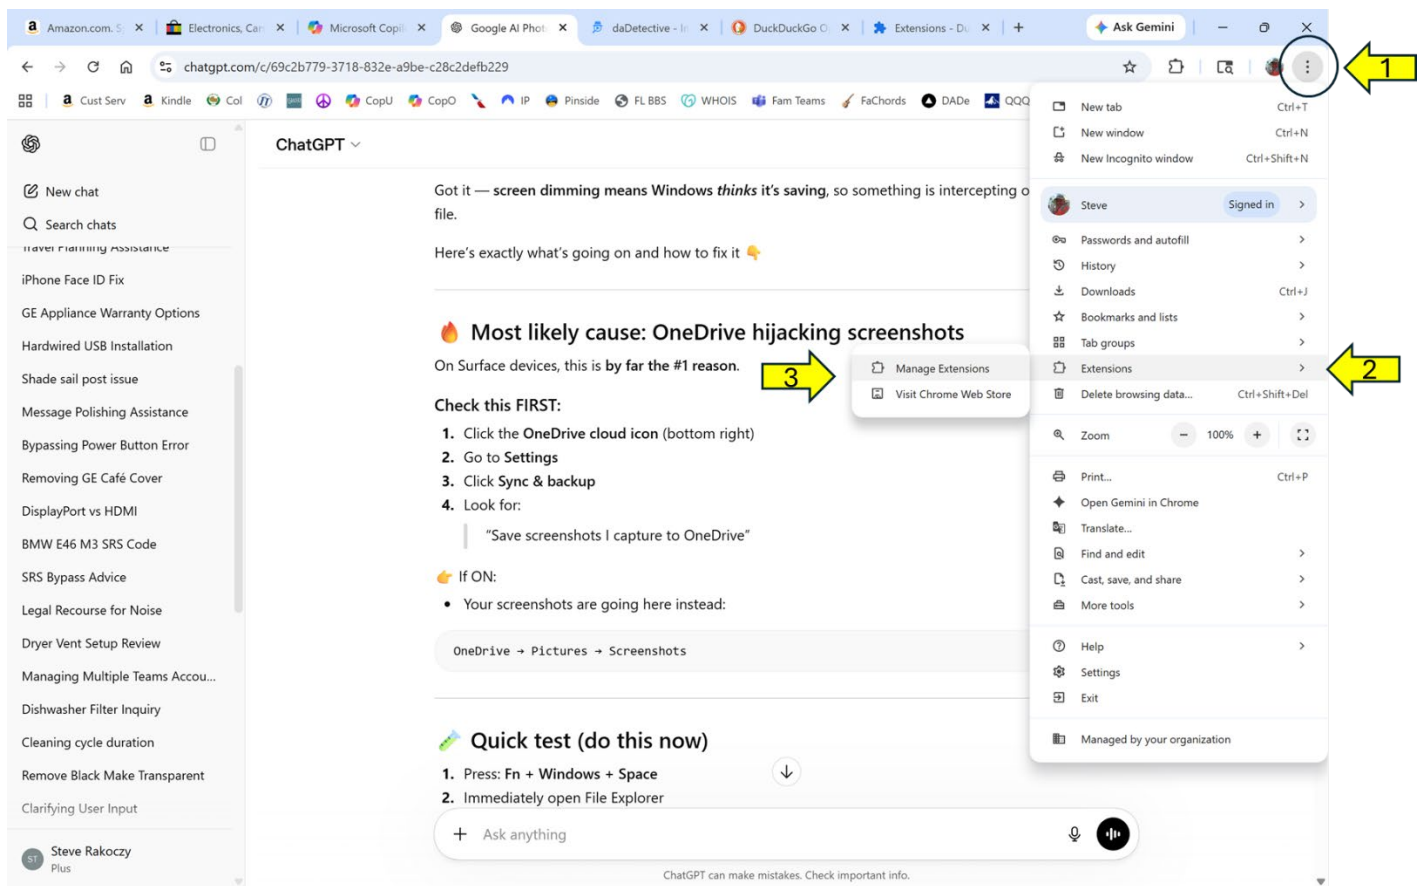 Amazon.com. S
Electronics, Car
Microsoft Copil
Google AI Phot
daDetective - In
DuckDuckGo O
Extensions - Du
Ask Gemini
chatgpt.com/c/69c2b779-3718-832e-a9be-c28c2defb229
1
Cust Serv
Kindle
Col
CopU
CopO
IP
Pinside
FL BBS
WHOIS
Fam Teams
FaChords
DADe
QQQ
ChatGPT
New chat
Search chats
Travel Planning Assistance
iPhone Face ID Fix
GE Appliance Warranty Options
Hardwired USB Installation
Shade sail post issue
Message Polishing Assistance
Bypassing Power Button Error
Removing GE Café Cover
DisplayPort vs HDMI
BMW E46 M3 SRS Code
SRS Bypass Advice
Legal Recourse for Noise
Dryer Vent Setup Review
Managing Multiple Teams Accou...
Dishwasher Filter Inquiry
Cleaning cycle duration
Remove Black Make Transparent
Clarifying User Input
ST
Steve Rakoczy
Plus
Got it — screen dimming means Windows thinks it's saving, so something is intercepting o
file.
Here's exactly what's going on and how to fix it 👇
🔥 Most likely cause: OneDrive hijacking screenshots
On Surface devices, this is by far the #1 reason.
Check this FIRST:
1. Click the OneDrive cloud icon (bottom right)
2. Go to Settings
3. Click Sync & backup
4. Look for:
"Save screenshots I capture to OneDrive"
👉 If ON:
• Your screenshots are going here instead:
OneDrive → Pictures → Screenshots
🧪 Quick test (do this now)
1. Press: Fn + Windows + Space
2. Immediately open File Explorer
Ask anything
ChatGPT can make mistakes. Check important info.
3
Manage Extensions
Visit Chrome Web Store
New tab Ctrl+T
New window Ctrl+N
New Incognito window Ctrl+Shift+N
Steve Signed in
Passwords and autofill
History
Downloads Ctrl+J
Bookmarks and lists
Tab groups
Extensions
2
Delete browsing data... Ctrl+Shift+Del
Zoom − 100% +
Print... Ctrl+P
Open Gemini in Chrome
Translate...
Find and edit
Cast, save, and share
More tools
Help
Settings
Exit
Managed by your organization